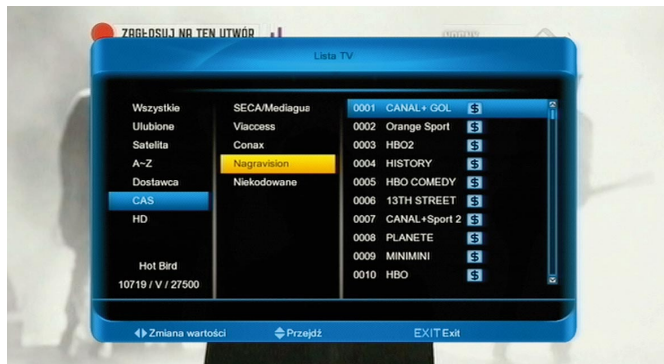 ZAGŁOSUJ NA TEN UTWÓR
Lista TV
Wszystkie
Ulubione
Satelita
A~Z
Dostawca
CAS
HD
Hot Bird
10719 / V / 27500
SECA/Mediagua
Viaccess
Conax
Nagravision
Niekodowane
0001 CANAL+ GOL $
0002 Orange Sport $
0003 HBO2 $
0004 HISTORY $
0005 HBO COMEDY $
0006 13TH STREET $
0007 CANAL+Sport 2 $
0008 PLANETE $
0009 MINIMINI $
0010 HBO $
Zmiana wartości Przejdź EXIT Exit